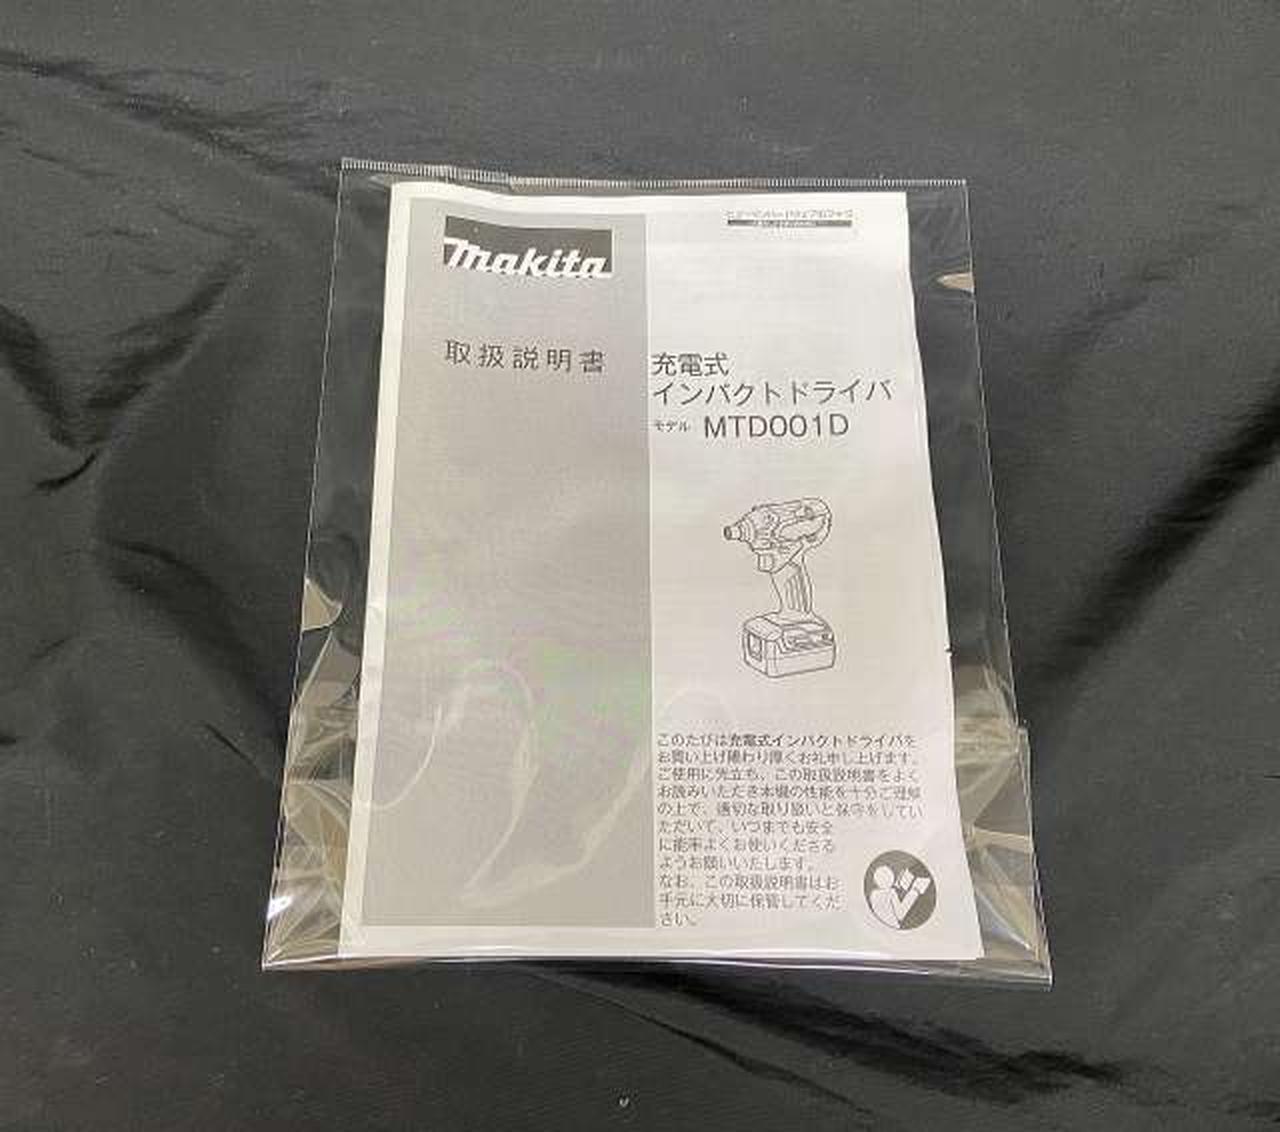 makita
取扱説明書
充電式
インパクトドライバ
モデル MTD001D
このたびは充電式インパクトドライバを
お買い上げ賜わり厚くお礼申し上げます。
ご使用に先立ち、この取扱説明書をよく
お読みいただき本機の性能を十分ご理解
の上で、適切な取り扱いと保守をしてい
ただいて、いつまでも安全
に能率よくお使いくださる
ようお願いいたします。
なお、この取扱説明書はお
手元に大切に保管してくだ
さい。